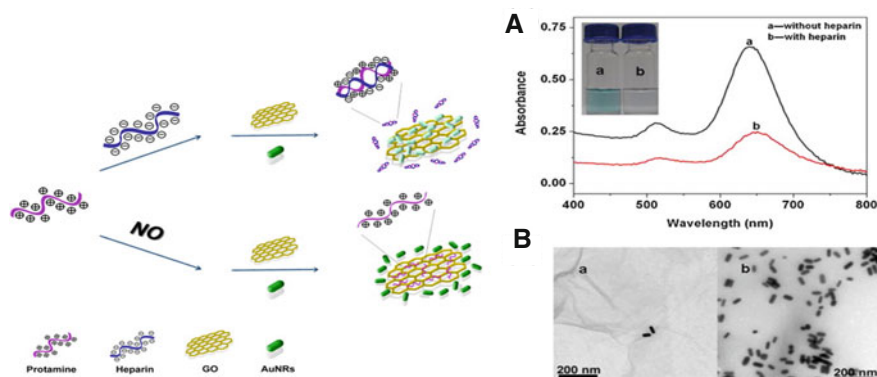 NO
Protamine Heparin GO AuNRs
A
a—without heparin
b—with heparin
a
b
a
b
0.75
0.50
0.25
0.00
Absorbance
400 500 600 700 800
Wavelength (nm)
B
a
b
200 nm
200 nm